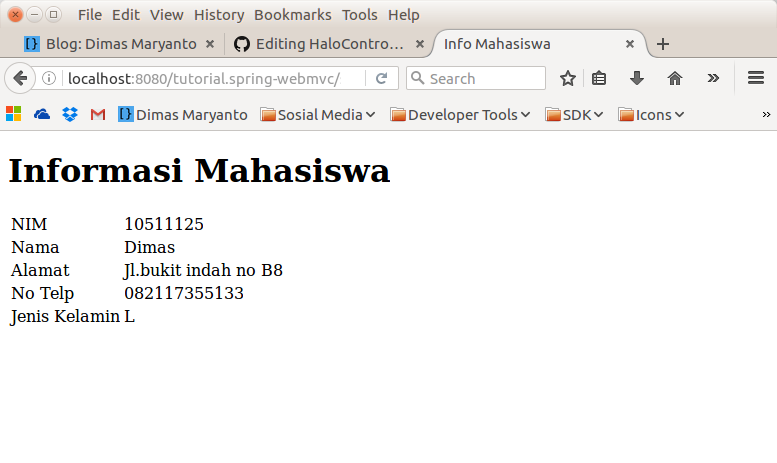 File Edit View History Bookmarks Tools Help
Blog: Dimas Maryanto Editing HaloContro... Info Mahasiswa
localhost:8080/tutorial.spring-webmvc/ Search
Dimas Maryanto Sosial Media Developer Tools SDK Icons
Informasi Mahasiswa
NIM 10511125
Nama Dimas
Alamat Jl.bukit indah no B8
No Telp 082117355133
Jenis Kelamin L